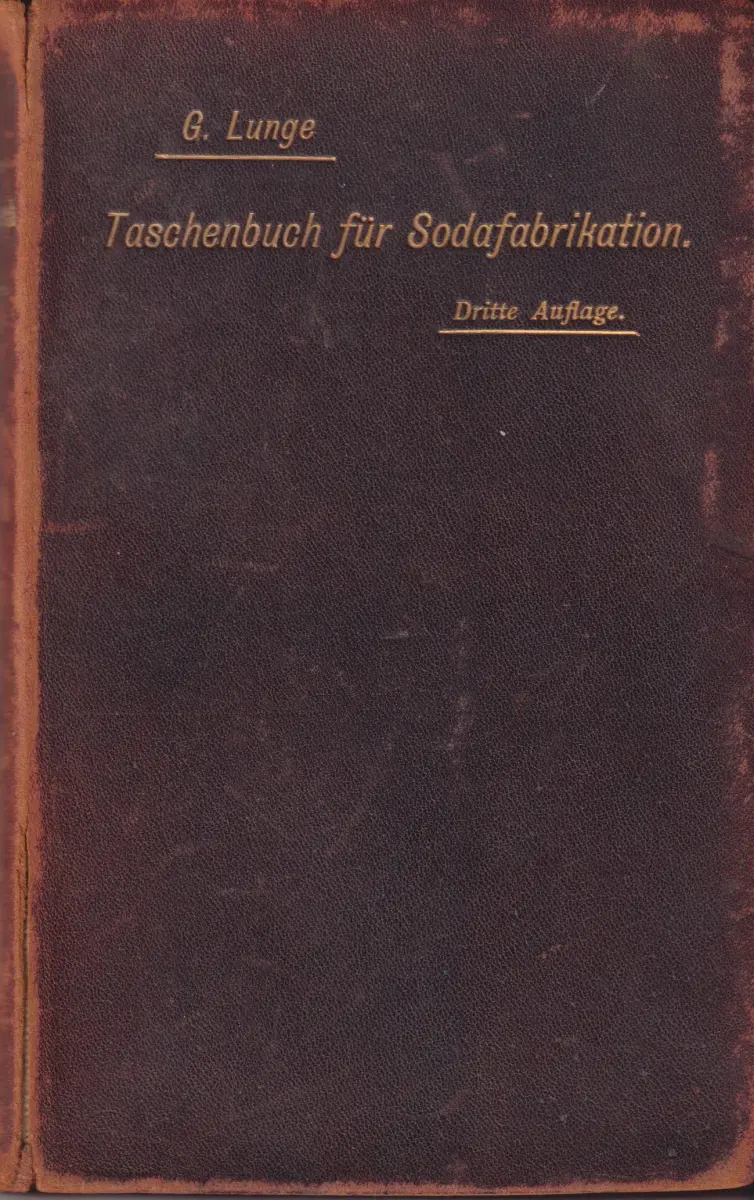 G. Lunge
Taschenbuch für Sodafabrikation.
Dritte Auflage.